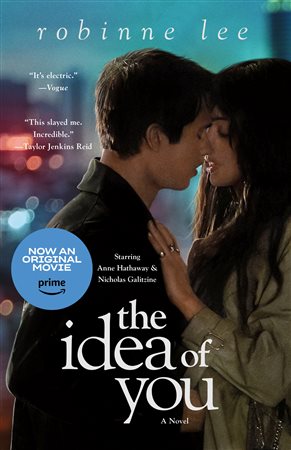 robinne lee
“It's electric.”
—Vogue
“This slayed me.
Incredible.”
—Taylor Jenkins Reid
NOW AN
ORIGINAL
MOVIE
prime
Starring
Anne Hathaway &
Nicholas Galitzine
the
idea of
you
A Novel